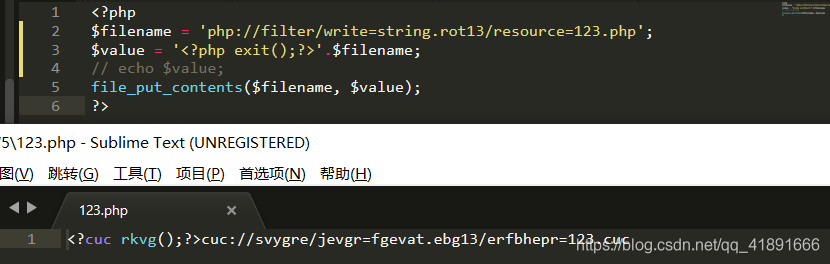 1 <?php
2 $filename = 'php://filter/write=string.rot13/resource=123.php';
3 $value = '<?php exit();?>'.$filename;
4 // echo $value;
5 file_put_contents($filename, $value);
6 ?>
'5\123.php - Sublime Text (UNREGISTERED)
图(V) 跳转(G) 工具(T) 项目(P) 首选项(N) 帮助(H)
123.php ×
1 <?cuc rkvg();?>cuc://svygre/jevgr=fgevat.ebg13/erfbhepr=123.cuc
https://blog.csdn.net/qq_41891666